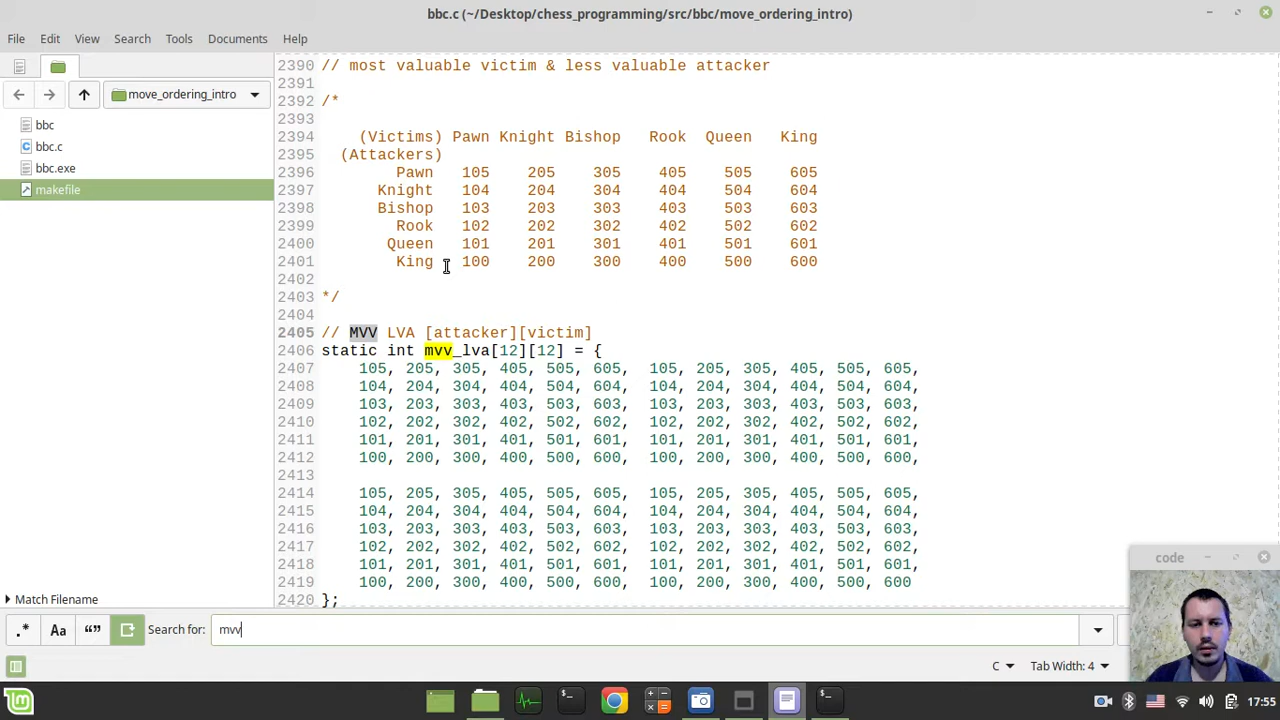 bbc.c (~/Desktop/chess_programming/src/bbc/move_ordering_intro)
File Edit View Search Tools Documents Help
move_ordering_intro
bbc
bbc.c
bbc.exe
makefile
Match Filename
2390 // most valuable victim & less valuable attacker
2391
2392 /*
2393
2394 (Victims) Pawn Knight Bishop Rook Queen King
2395 (Attackers)
2396 Pawn 105 205 305 405 505 605
2397 Knight 104 204 304 404 504 604
2398 Bishop 103 203 303 403 503 603
2399 Rook 102 202 302 402 502 602
2400 Queen 101 201 301 401 501 601
2401 King 100 200 300 400 500 600
2402
2403 */
2404
2405 // MVV LVA [attacker][victim]
2406 static int mvv_lva[12][12] = {
2407 105, 205, 305, 405, 505, 605, 105, 205, 305, 405, 505, 605,
2408 104, 204, 304, 404, 504, 604, 104, 204, 304, 404, 504, 604,
2409 103, 203, 303, 403, 503, 603, 103, 203, 303, 403, 503, 603,
2410 102, 202, 302, 402, 502, 602, 102, 202, 302, 402, 502, 602,
2411 101, 201, 301, 401, 501, 601, 101, 201, 301, 401, 501, 601,
2412 100, 200, 300, 400, 500, 600, 100, 200, 300, 400, 500, 600,
2413
2414 105, 205, 305, 405, 505, 605, 105, 205, 305, 405, 505, 605,
2415 104, 204, 304, 404, 504, 604, 104, 204, 304, 404, 504, 604,
2416 103, 203, 303, 403, 503, 603, 103, 203, 303, 403, 503, 603,
2417 102, 202, 302, 402, 502, 602, 102, 202, 302, 402, 502, 602,
2418 101, 201, 301, 401, 501, 601, 101, 201, 301, 401, 501, 601,
2419 100, 200, 300, 400, 500, 600, 100, 200, 300, 400, 500, 600
2420 };
code
.* Aa “” Search for: mvv
C Tab Width: 4
17:55